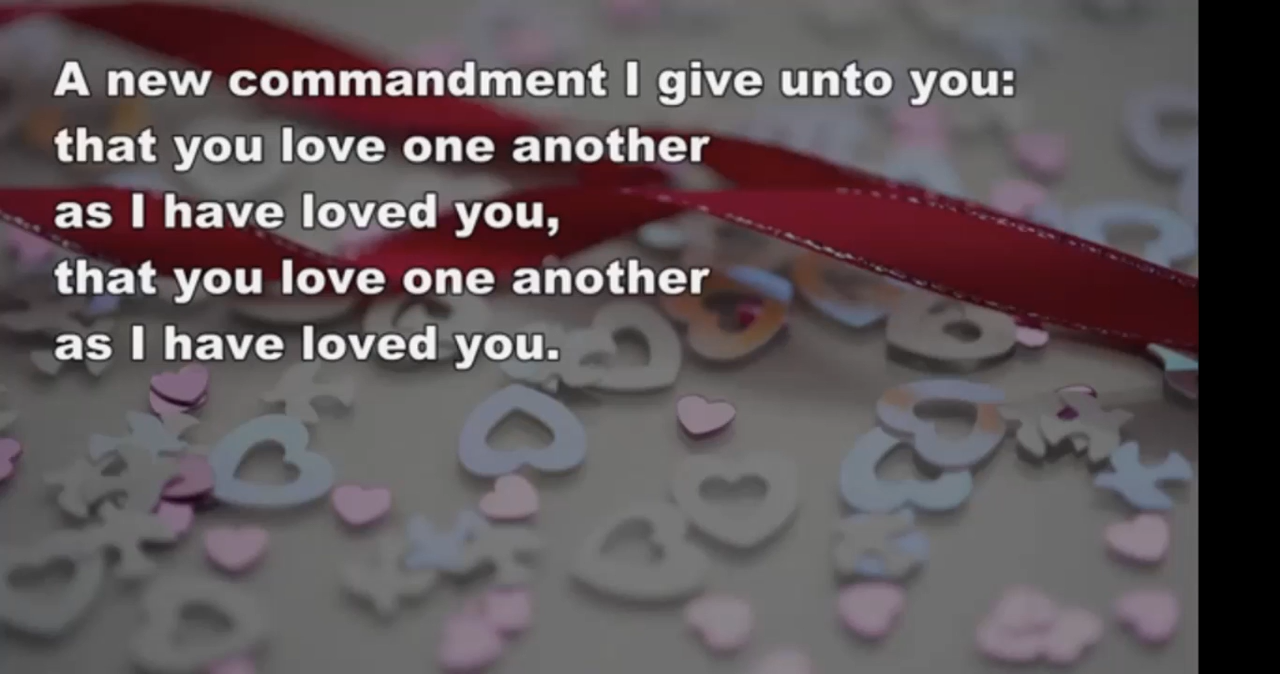 A new commandment I give unto you:
that you love one another
as I have loved you,
that you love one another
as I have loved you.